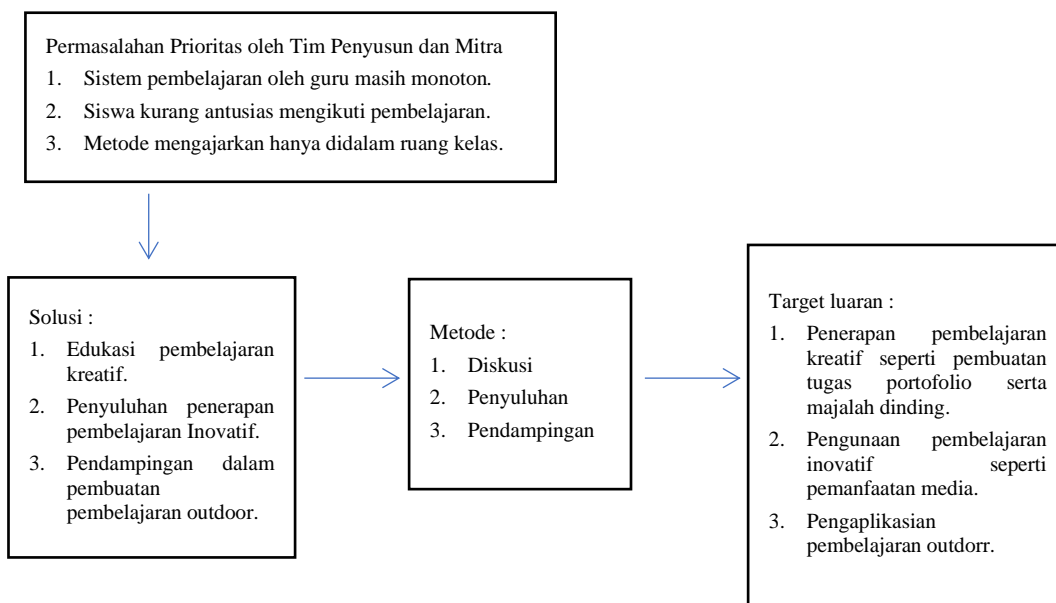 Permasalahan Prioritas oleh Tim Penyusun dan Mitra
1. Sistem pembelajaran oleh guru masih monoton.
2. Siswa kurang antusias mengikuti pembelajaran.
3. Metode mengajarkan hanya didalam ruang kelas.
Solusi :
1. Edukasi pembelajaran
kreatif.
2. Penyuluhan penerapan
pembelajaran Inovatif.
3. Pendampingan dalam
pembuatan
pembelajaran outdoor.
Metode :
1. Diskusi
2. Penyuluhan
3. Pendampingan
Target luaran :
1. Penerapan pembelajaran
kreatif seperti pembuatan
tugas portofolio serta
majalah dinding.
2. Pengunaan pembelajaran
inovatif seperti
pemanfaatan media.
3. Pengaplikasian
pembelajaran outdorr.